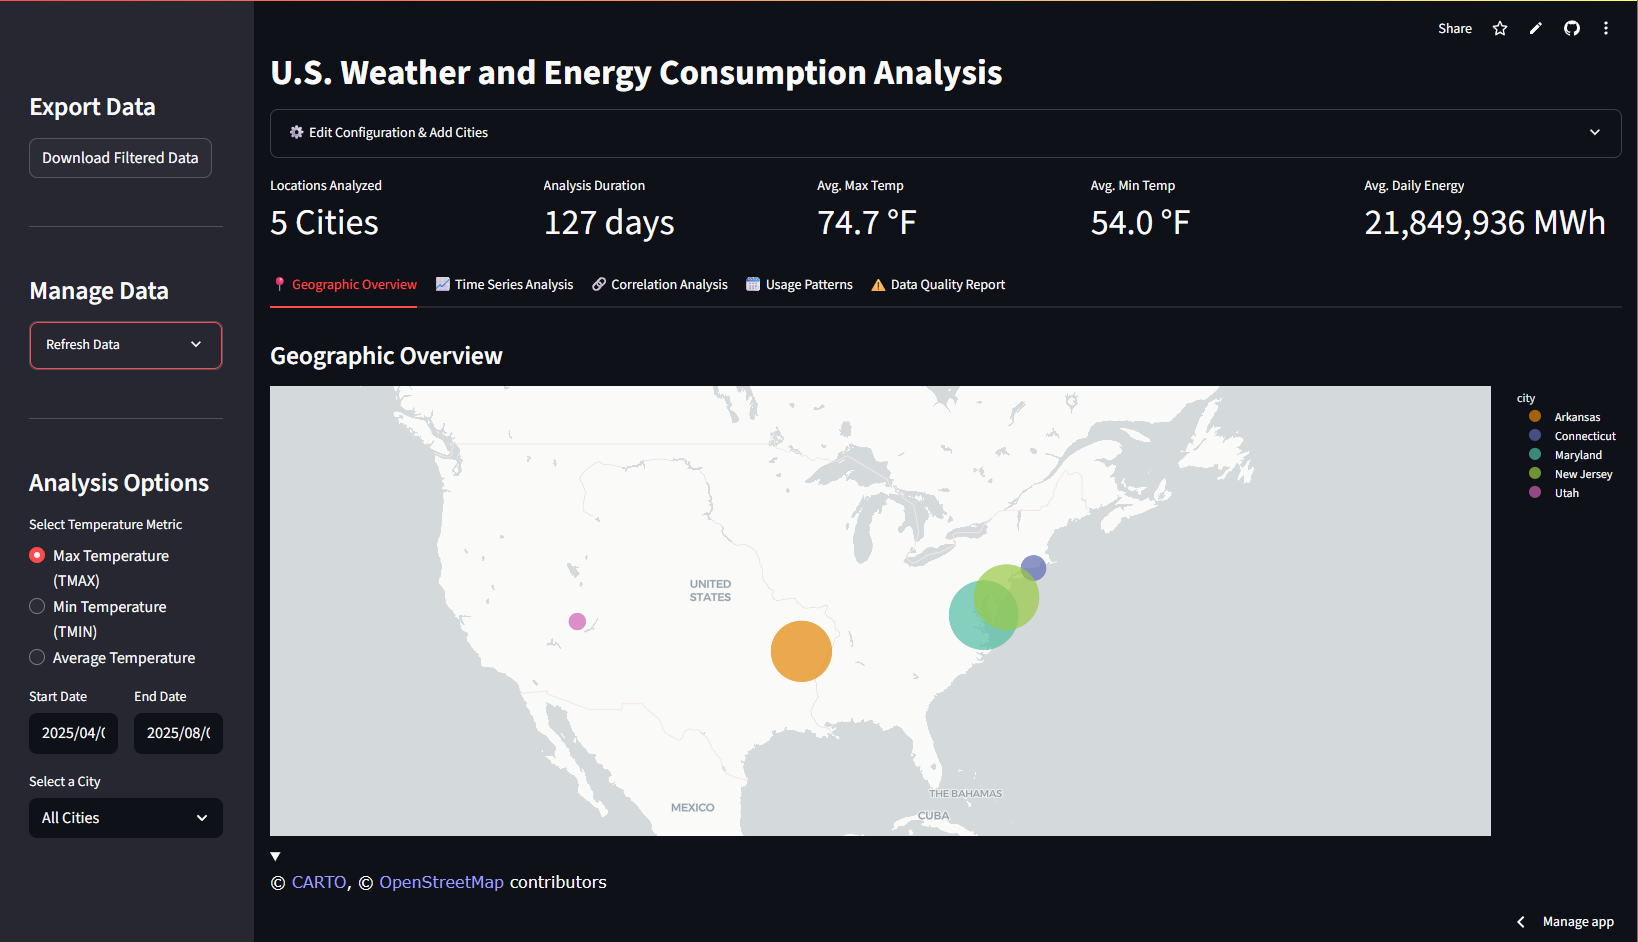 Share
U.S. Weather and Energy Consumption Analysis
Edit Configuration & Add Cities
Export Data
Download Filtered Data
Manage Data
Refresh Data
Analysis Options
Select Temperature Metric
Max Temperature
(TMAX)
Min Temperature
(TMIN)
Average Temperature
Start Date
End Date
2025/04/0
2025/08/0
Select a City
All Cities
Locations Analyzed
5 Cities
Analysis Duration
127 days
Avg. Max Temp
74.7 °F
Avg. Min Temp
54.0 °F
Avg. Daily Energy
21,849,936 MWh
Geographic Overview
Time Series Analysis
Correlation Analysis
Usage Patterns
Data Quality Report
Geographic Overview
UNITED
STATES
MEXICO
THE BAHAMAS
CUBA
city
Arkansas
Connecticut
Maryland
New Jersey
Utah
© CARTO, © OpenStreetMap contributors
Manage app